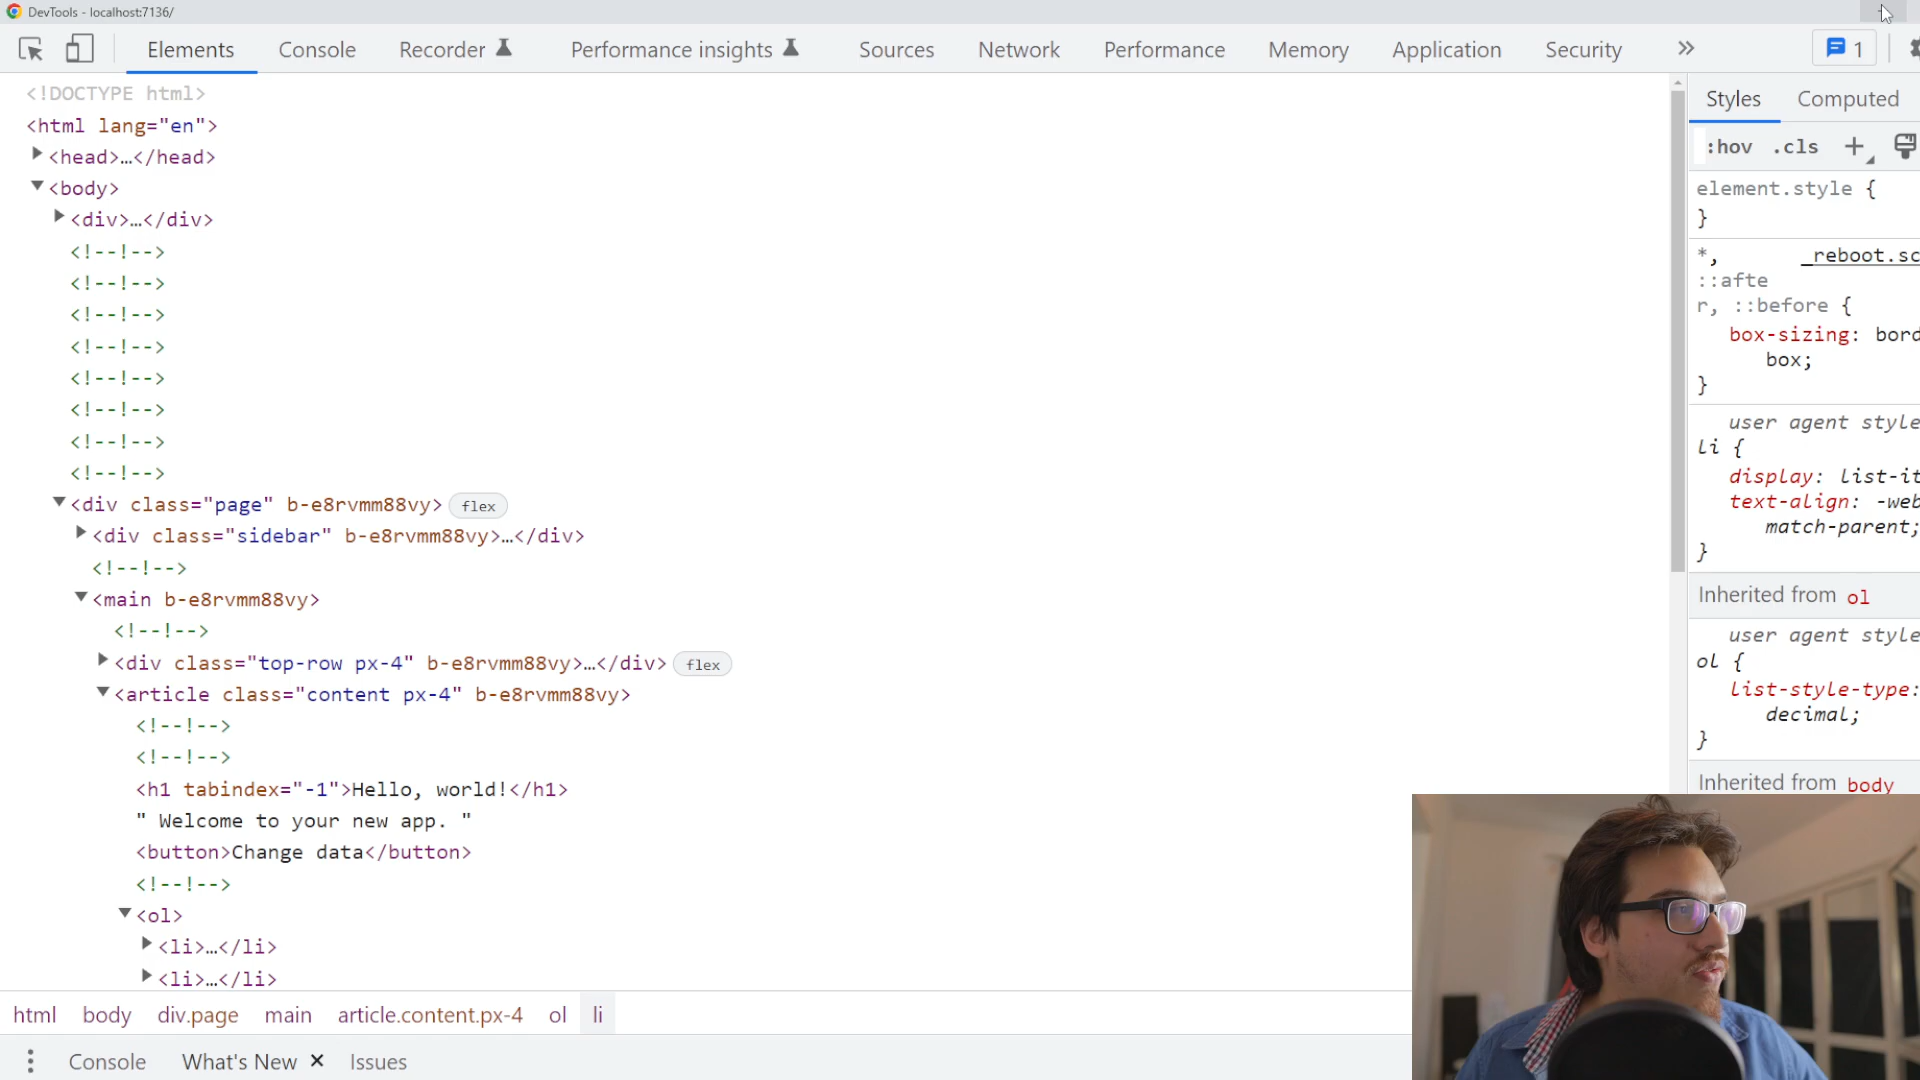 DevTools - localhost:7136/
Elements Console Recorder Performance insights Sources Network Performance Memory Application Security » 1
<!DOCTYPE html>
<html lang="en">
<head>…</head>
<body>
<div>…</div>
<!--!-->
<!--!-->
<!--!-->
<!--!-->
<!--!-->
<!--!-->
<!--!-->
<!--!-->
<div class="page" b-e8rvmm88vy> flex
<div class="sidebar" b-e8rvmm88vy>…</div>
<!--!-->
<main b-e8rvmm88vy>
<!--!-->
<div class="top-row px-4" b-e8rvmm88vy>…</div> flex
<article class="content px-4" b-e8rvmm88vy>
<!--!-->
<!--!-->
<h1 tabindex="-1">Hello, world!</h1>
" Welcome to your new app. "
<button>Change data</button>
<!--!-->
<ol>
<li>…</li>
<li>…</li>
html body div.page main article.content.px-4 ol li
Console What's New × Issues
Styles Computed
:hov .cls +
element.style {
}
*, _reboot.sc
::afte
r, ::before {
box-sizing: bord
box;
}
user agent style
li {
display: list-it
text-align: -web
match-parent;
}
Inherited from ol
user agent style
ol {
list-style-type:
decimal;
}
Inherited from body